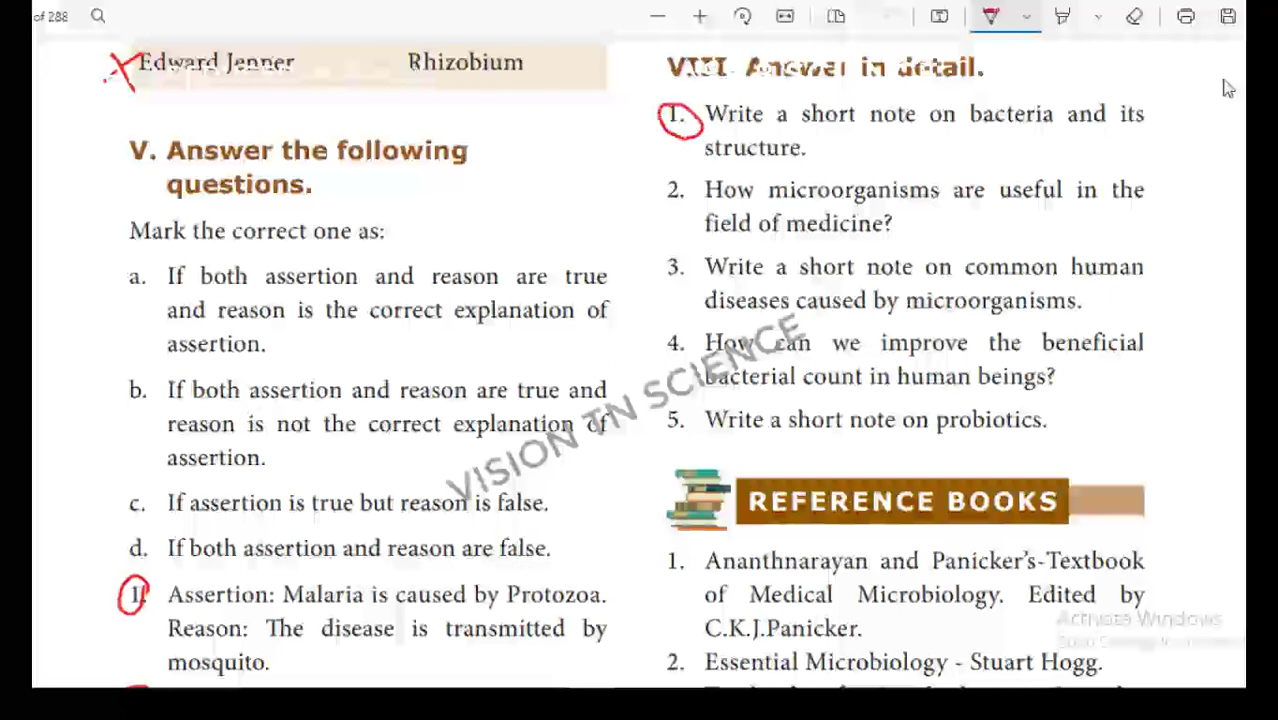 of 288
Edward Jenner Rhizobium
V. Answer the following
questions.
Mark the correct one as:
a. If both assertion and reason are true
and reason is the correct explanation of
assertion.
b. If both assertion and reason are true and
reason is not the correct explanation of
assertion.
c. If assertion is true but reason is false.
d. If both assertion and reason are false.
1. Assertion: Malaria is caused by Protozoa.
Reason: The disease is transmitted by
mosquito.
VIII. Answer in detail.
1. Write a short note on bacteria and its
structure.
2. How microorganisms are useful in the
field of medicine?
3. Write a short note on common human
diseases caused by microorganisms.
4. How can we improve the beneficial
bacterial count in human beings?
5. Write a short note on probiotics.
REFERENCE BOOKS
1. Ananthnarayan and Panicker's-Textbook
of Medical Microbiology. Edited by
C.K.J.Panicker.
2. Essential Microbiology - Stuart Hogg.
VISION TN SCIENCE
Activate Windows